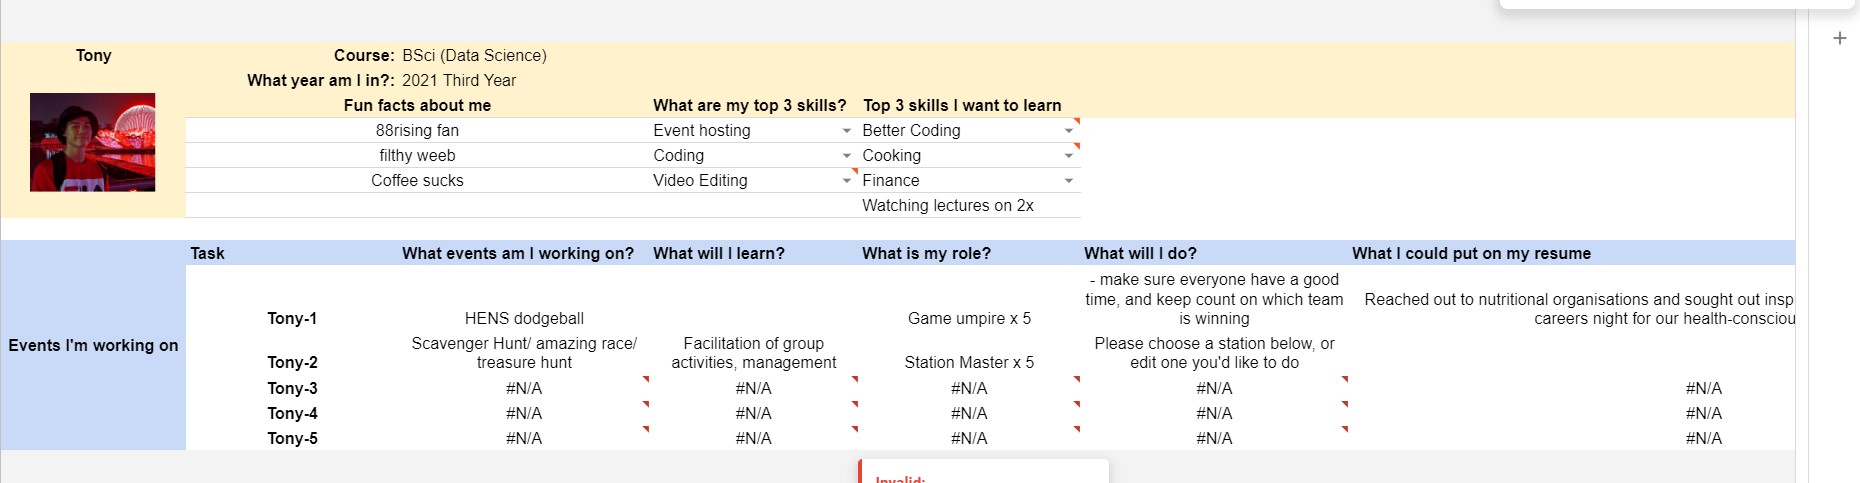 Tony
Course: BSci (Data Science)
What year am I in?: 2021 Third Year
Fun facts about me What are my top 3 skills? Top 3 skills I want to learn
88rising fan Event hosting Better Coding
filthy weeb Coding Cooking
Coffee sucks Video Editing Finance
Watching lectures on 2x
Events I'm working on
Task What events am I working on? What will I learn? What is my role? What will I do? What I could put on my resume
Tony-1 HENS dodgeball Game umpire x 5
- make sure everyone have a good
time, and keep count on which team
is winning
Reached out to nutritional organisations and sought out insp
careers night for our health-consciou
Tony-2
Scavenger Hunt/ amazing race/
treasure hunt
Facilitation of group
activities, management
Station Master x 5
Please choose a station below, or
edit one you'd like to do
Tony-3 #N/A #N/A #N/A #N/A #N/A
Tony-4 #N/A #N/A #N/A #N/A #N/A
Tony-5 #N/A #N/A #N/A #N/A #N/A
Invalid: